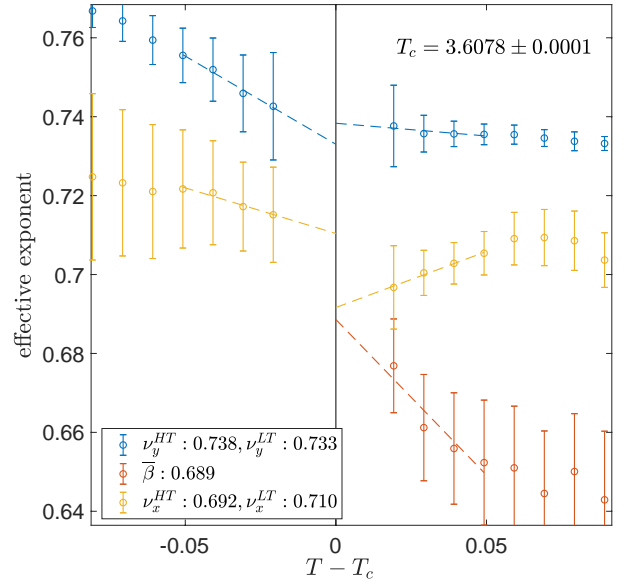 0.76
0.74
0.72
0.7
0.68
0.66
0.64
effective exponent
T_c = 3.6078 ± 0.0001
ν_y^{HT} : 0.738, ν_y^{LT} : 0.733
\overline{β} : 0.689
ν_x^{HT} : 0.692, ν_x^{LT} : 0.710
-0.05 0 0.05
T − T_c